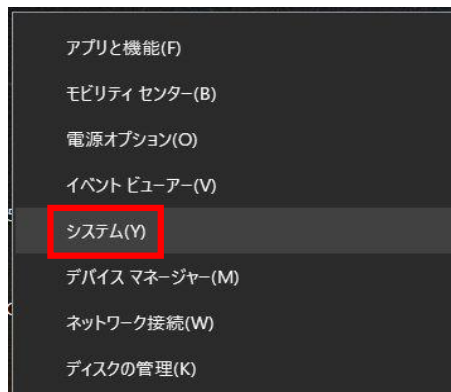 アプリと機能(F)
モビリティ センター(B)
電源オプション(O)
イベント ビューアー(V)
システム(Y)
デバイス マネージャー(M)
ネットワーク接続(W)
ディスクの管理(K)